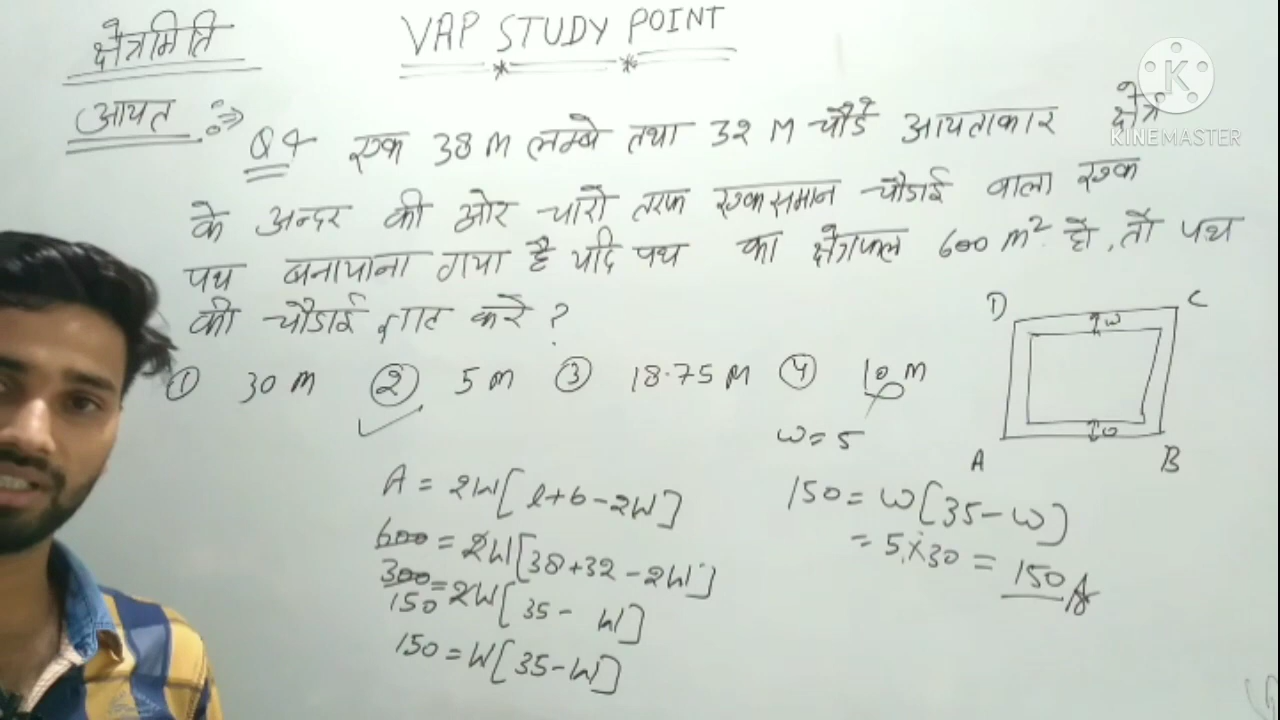 क्षेत्रमिति
VAP STUDY POINT
KINEMASTER
आयत :⇒
Q4 एक 38 M लम्बे तथा 32 M चौडे आयताकार क्षेत्र
के अन्दर की ओर चारो तरफ एकसमान चौडाई वाला एक
पथ बनायाना गया है यदि पथ का क्षेत्रफल 600 m² हो, तो पथ
की चौडाई ज्ञात करे ?
① 30 m ② 5 m ③ 18.75 M ④ 10 m
D C
W
A B
W = 5
A = 2W[l+b-2W]
600 = 2W[38+32-2W]
300 =
150 2W[35 - W]
150 = W[35-W]
150 = W[35-W]
= 5×30 = 150